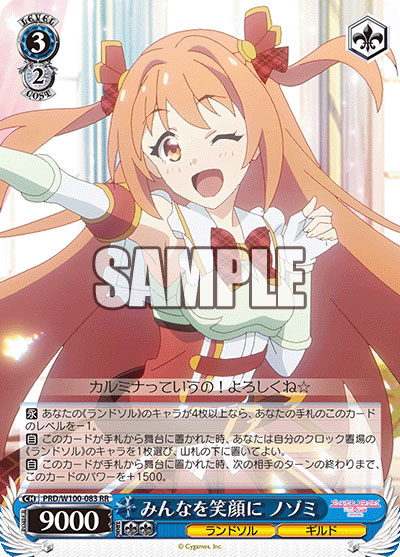 LEVEL
3
2
COST
SAMPLE
カルミナっていうの！よろしくね☆
永 あなたの《ランドソル》のキャラが4枚以上なら、あなたの手札のこのカード
のレベルを－1。
自 このカードが手札から舞台に置かれた時、あなたは自分のクロック置場の
《ランドソル》のキャラを1枚選び、山札の下に置いてよい。
自 このカードが手札から舞台に置かれた時、次の相手のターンの終わりまで、
このカードのパワーを＋1500。
CH PRD/W100-083 RR
POWER
9000
みんなを笑顔に ノゾミ
SOUL
ランドソル
ギルド
© Cygames, Inc.